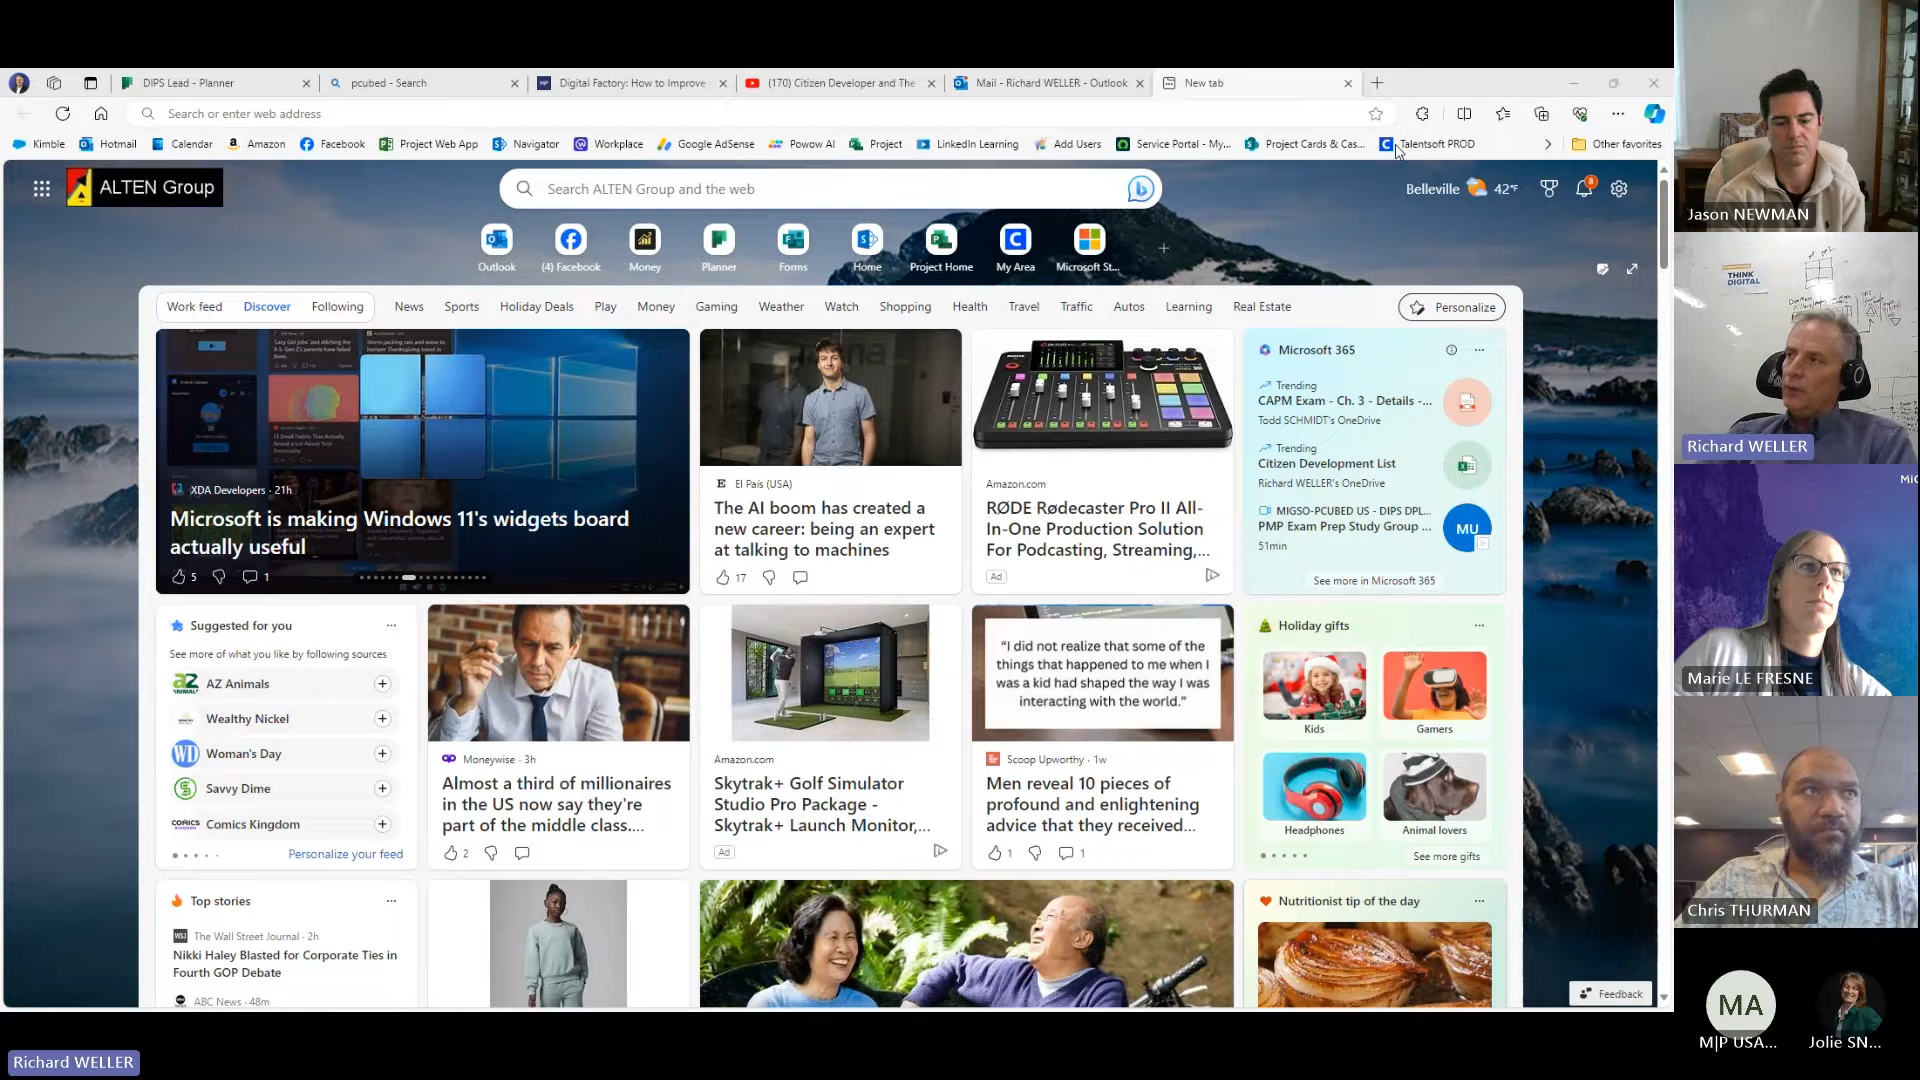 DIPS Lead - Planner
pcubed - Search
Digital Factory: How to Improve
(170) Citizen Developer and The
Mail - Richard WELLER - Outlook
New tab
Search or enter web address
Kimble
Hotmail
Calendar
Amazon
Facebook
Project Web App
Navigator
Workplace
Google AdSense
Powow AI
Project
LinkedIn Learning
Add Users
Service Portal - My...
Project Cards & Cas...
Talentsoft PROD
Other favorites
ALTEN Group
Search ALTEN Group and the web
Belleville
42°F
8
Outlook
(4) Facebook
Money
Planner
Forms
Home
Project Home
My Area
Microsoft St...
Work feed
Discover
Following
News
Sports
Holiday Deals
Play
Money
Gaming
Weather
Watch
Shopping
Health
Travel
Traffic
Autos
Learning
Real Estate
Personalize
XDA Developers · 21h
Microsoft is making Windows 11's widgets board
actually useful
5
1
El País (USA)
The AI boom has created a
new career: being an expert
at talking to machines
17
Amazon.com
RØDE Rødecaster Pro II All-
In-One Production Solution
For Podcasting, Streaming,...
Ad
Microsoft 365
Trending
CAPM Exam - Ch. 3 - Details -...
Todd SCHMIDT's OneDrive
Trending
Citizen Development List
Richard WELLER's OneDrive
MIGSO-PCUBED US - DIPS DPL...
PMP Exam Prep Study Group ...
51min
MU
See more in Microsoft 365
Suggested for you
See more of what you like by following sources
AZ Animals
Wealthy Nickel
Woman's Day
Savvy Dime
Comics Kingdom
Personalize your feed
Moneywise · 3h
Almost a third of millionaires
in the US now say they're
part of the middle class....
2
Amazon.com
Skytrak+ Golf Simulator
Studio Pro Package -
Skytrak+ Launch Monitor,...
Ad
“I did not realize that some of the
things that happened to me when I
was a kid had shaped the way I was
interacting with the world.”
Scoop Upworthy · 1w
Men reveal 10 pieces of
profound and enlightening
advice that they received...
1
1
Holiday gifts
Kids
Gamers
Headphones
Animal lovers
See more gifts
Top stories
The Wall Street Journal · 2h
Nikki Haley Blasted for Corporate Ties in
Fourth GOP Debate
ABC News · 48m
Nutritionist tip of the day
Feedback
Jason NEWMAN
THINK
DIGITAL
Richard WELLER
Marie LE FRESNE
Chris THURMAN
MA
M|P USA...
Jolie SN...
Richard WELLER